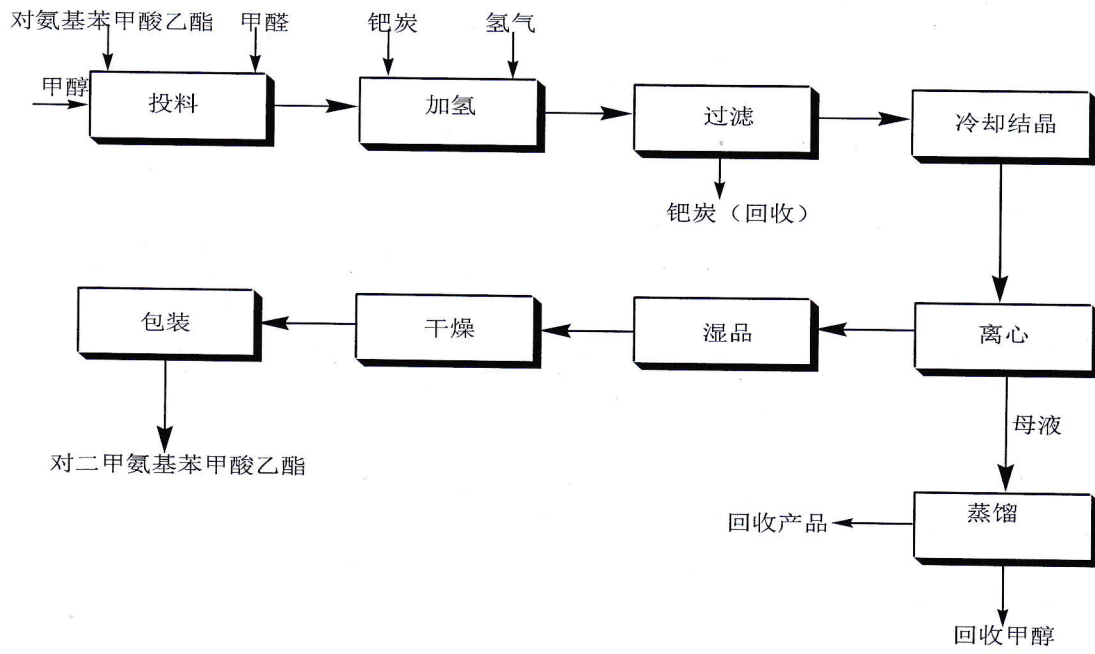 对氨基苯甲酸乙酯
甲醛
钯炭
氢气
甲醇
投料
加氢
过滤
冷却结晶
钯炭（回收）
包装
干燥
湿品
离心
母液
对二甲氨基苯甲酸乙酯
蒸馏
回收产品
回收甲醇